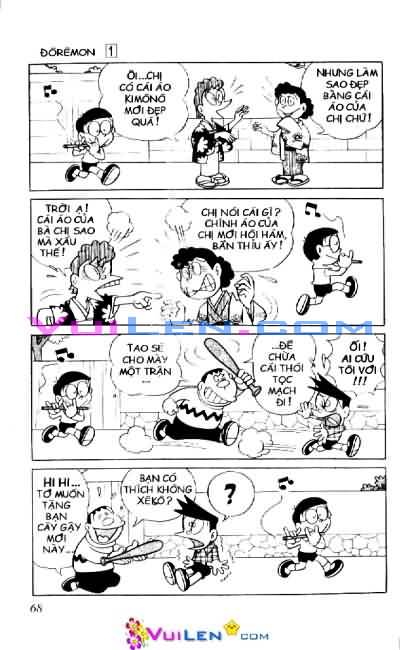 ĐÔRÊMON 1
ÔI...CHỊ
CÓ CÁI ÁO
KIMÔNÔ
MỚI ĐẸP
QUÁ!
NHƯNG LÀM
SAO ĐẸP
BẰNG CÁI
ÁO CỦA
CHỊ CHỨ!
TRỜI Ạ!
CÁI ÁO CỦA
BÀ CHỊ SAO
MÀ XẤU
THẾ!
CHỊ NÓI CÁI GÌ?
CHÍNH ÁO CỦA
CHỊ MỚI HÔI HÁM,
BẨN THỈU ẤY!
VUILEN.COM
TAO SẼ
CHO MÀY
MỘT TRẬN
...
...ĐỂ
CHỪA
CÁI THÓI
TỌC
MẠCH
ĐI!
ỐI!
AI CỨU
TÔI VỚI
!!!
HI HI...
TỚ MUỐN
TẶNG
BẠN
CÂY GẬY
MỚI
NÀY....
BẠN CÓ
THÍCH KHÔNG
XÊKÔ?
?
68
VUILEN.COM